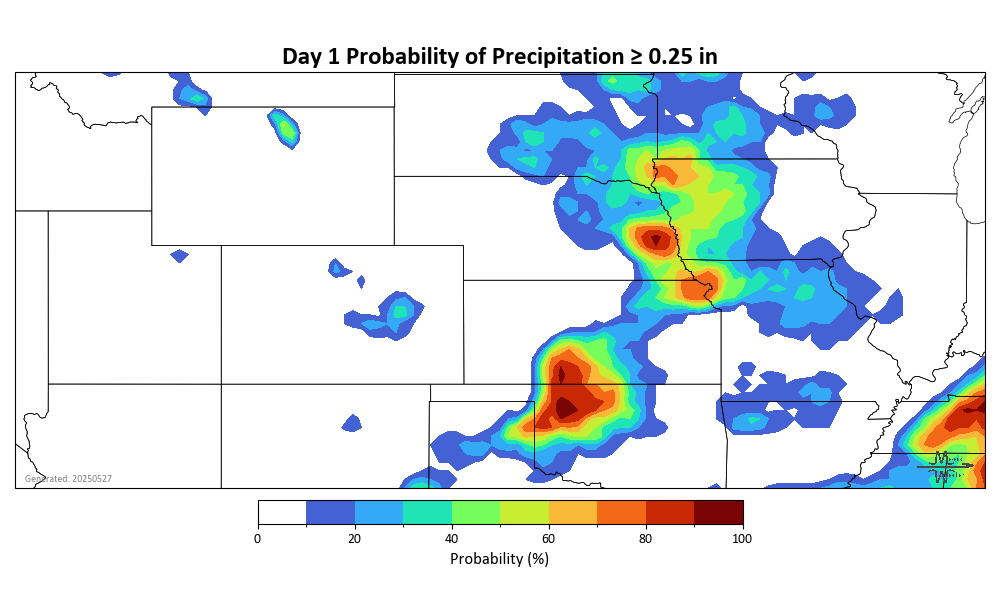 Day 1 Probability of Precipitation ≥ 0.25 in
Generated: 20250527
0 20 40 60 80 100
Probability (%)